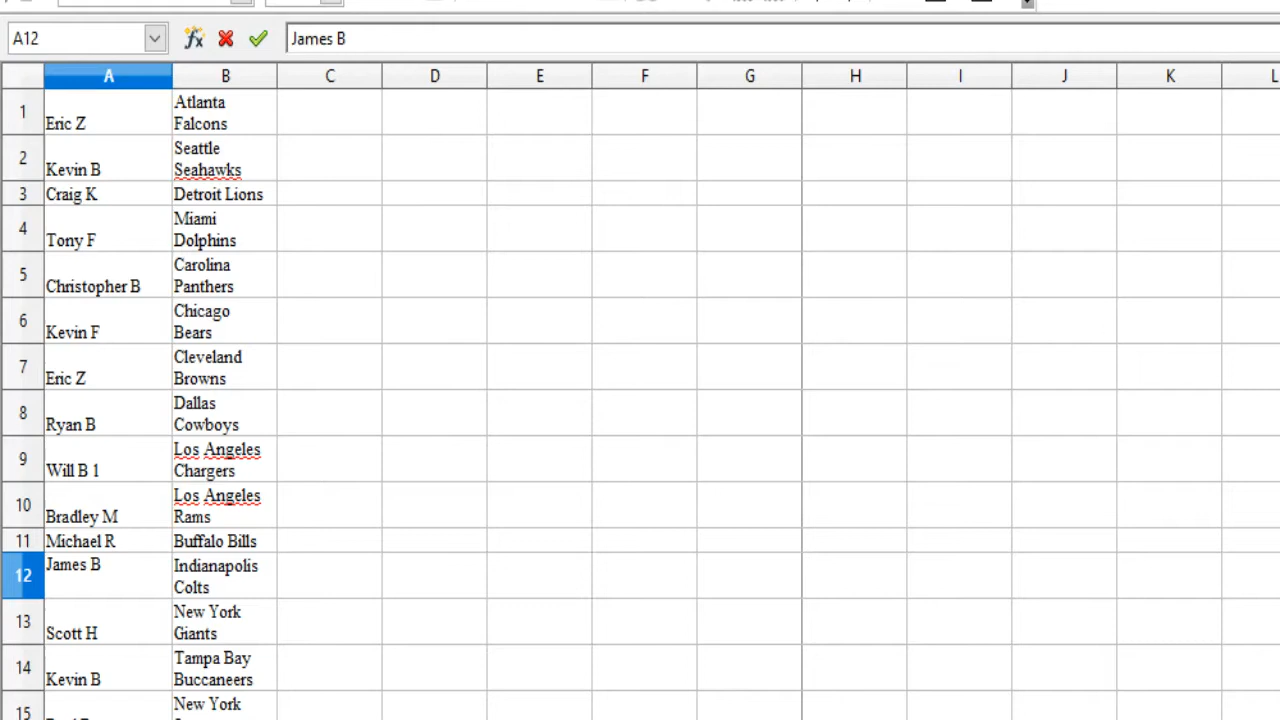 A12
James B
A B C D E F G H I J K L
1 Eric Z Atlanta
Falcons
2 Kevin B Seattle
Seahawks
3 Craig K Detroit Lions
4 Tony F Miami
Dolphins
5 Christopher B Carolina
Panthers
6 Kevin F Chicago
Bears
7 Eric Z Cleveland
Browns
8 Ryan B Dallas
Cowboys
9 Will B 1 Los Angeles
Chargers
10 Bradley M Los Angeles
Rams
11 Michael R Buffalo Bills
12 James B Indianapolis
Colts
13 Scott H New York
Giants
14 Kevin B Tampa Bay
Buccaneers
15 New York